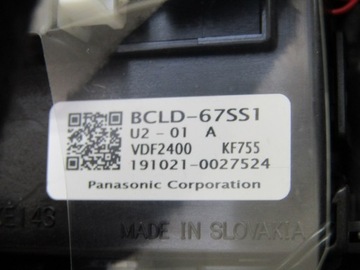 BCLD-67SS1
U2-01 A
VDF2400 KF755
191021-0027524
Panasonic Corporation
MADE IN SLOVAKIA